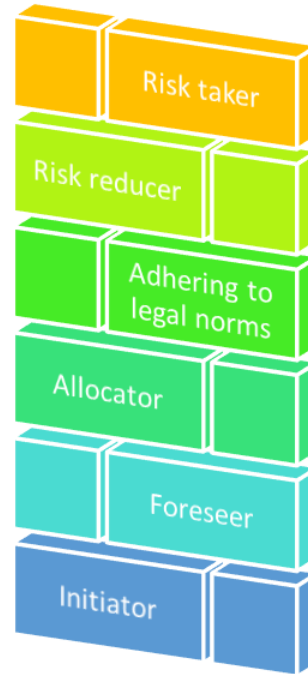 Risk taker
Risk reducer
Adhering to
legal norms
Allocator
Foreseer
Initiator